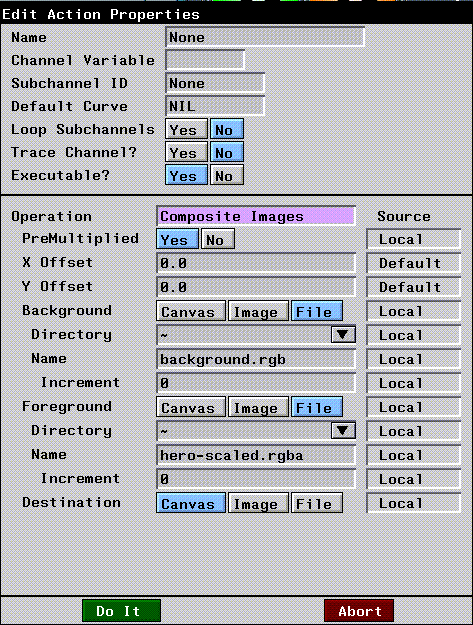 Edit Action Properties
Name None
Channel Variable
Subchannel ID None
Default Curve NIL
Loop Subchannels Yes No
Trace Channel? Yes No
Executable? Yes No
Operation Composite Images Source
PreMultiplied Yes No Local
X Offset 0.0 Default
Y Offset 0.0 Default
Background Canvas Image File Local
Directory ~ Local
Name background.rgb Local
Increment 0 Local
Foreground Canvas Image File Local
Directory ~ Local
Name hero-scaled.rgba Local
Increment 0 Local
Destination Canvas Image File Local
Do It Abort